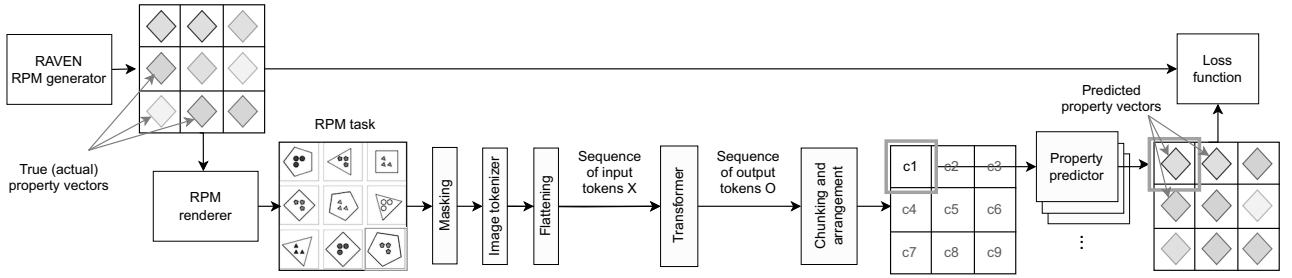 RAVEN
RPM generator
True (actual)
property vectors
RPM
renderer
RPM task
Masking
Image tokenizer
Flattening
Sequence
of input
tokens X
Transformer
Sequence
of output
tokens O
Chunking and
arrangement
c1
c2
c3
c4
c5
c6
c7
c8
c9
Property
predictor
Predicted
property vectors
Loss
function